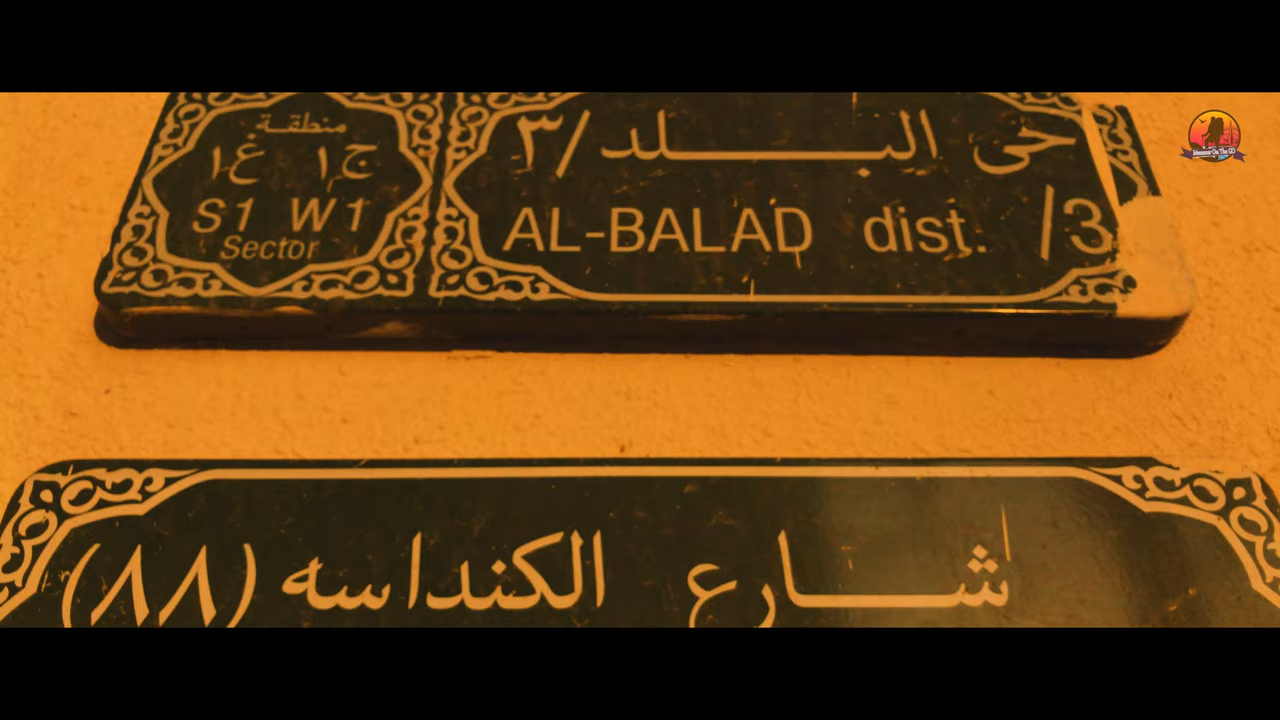 منطقة
ج١ غ١
S1 W1
Sector
حى البلد/٣
AL-BALAD dist. /3
شارع الكنداسه (٨٨)